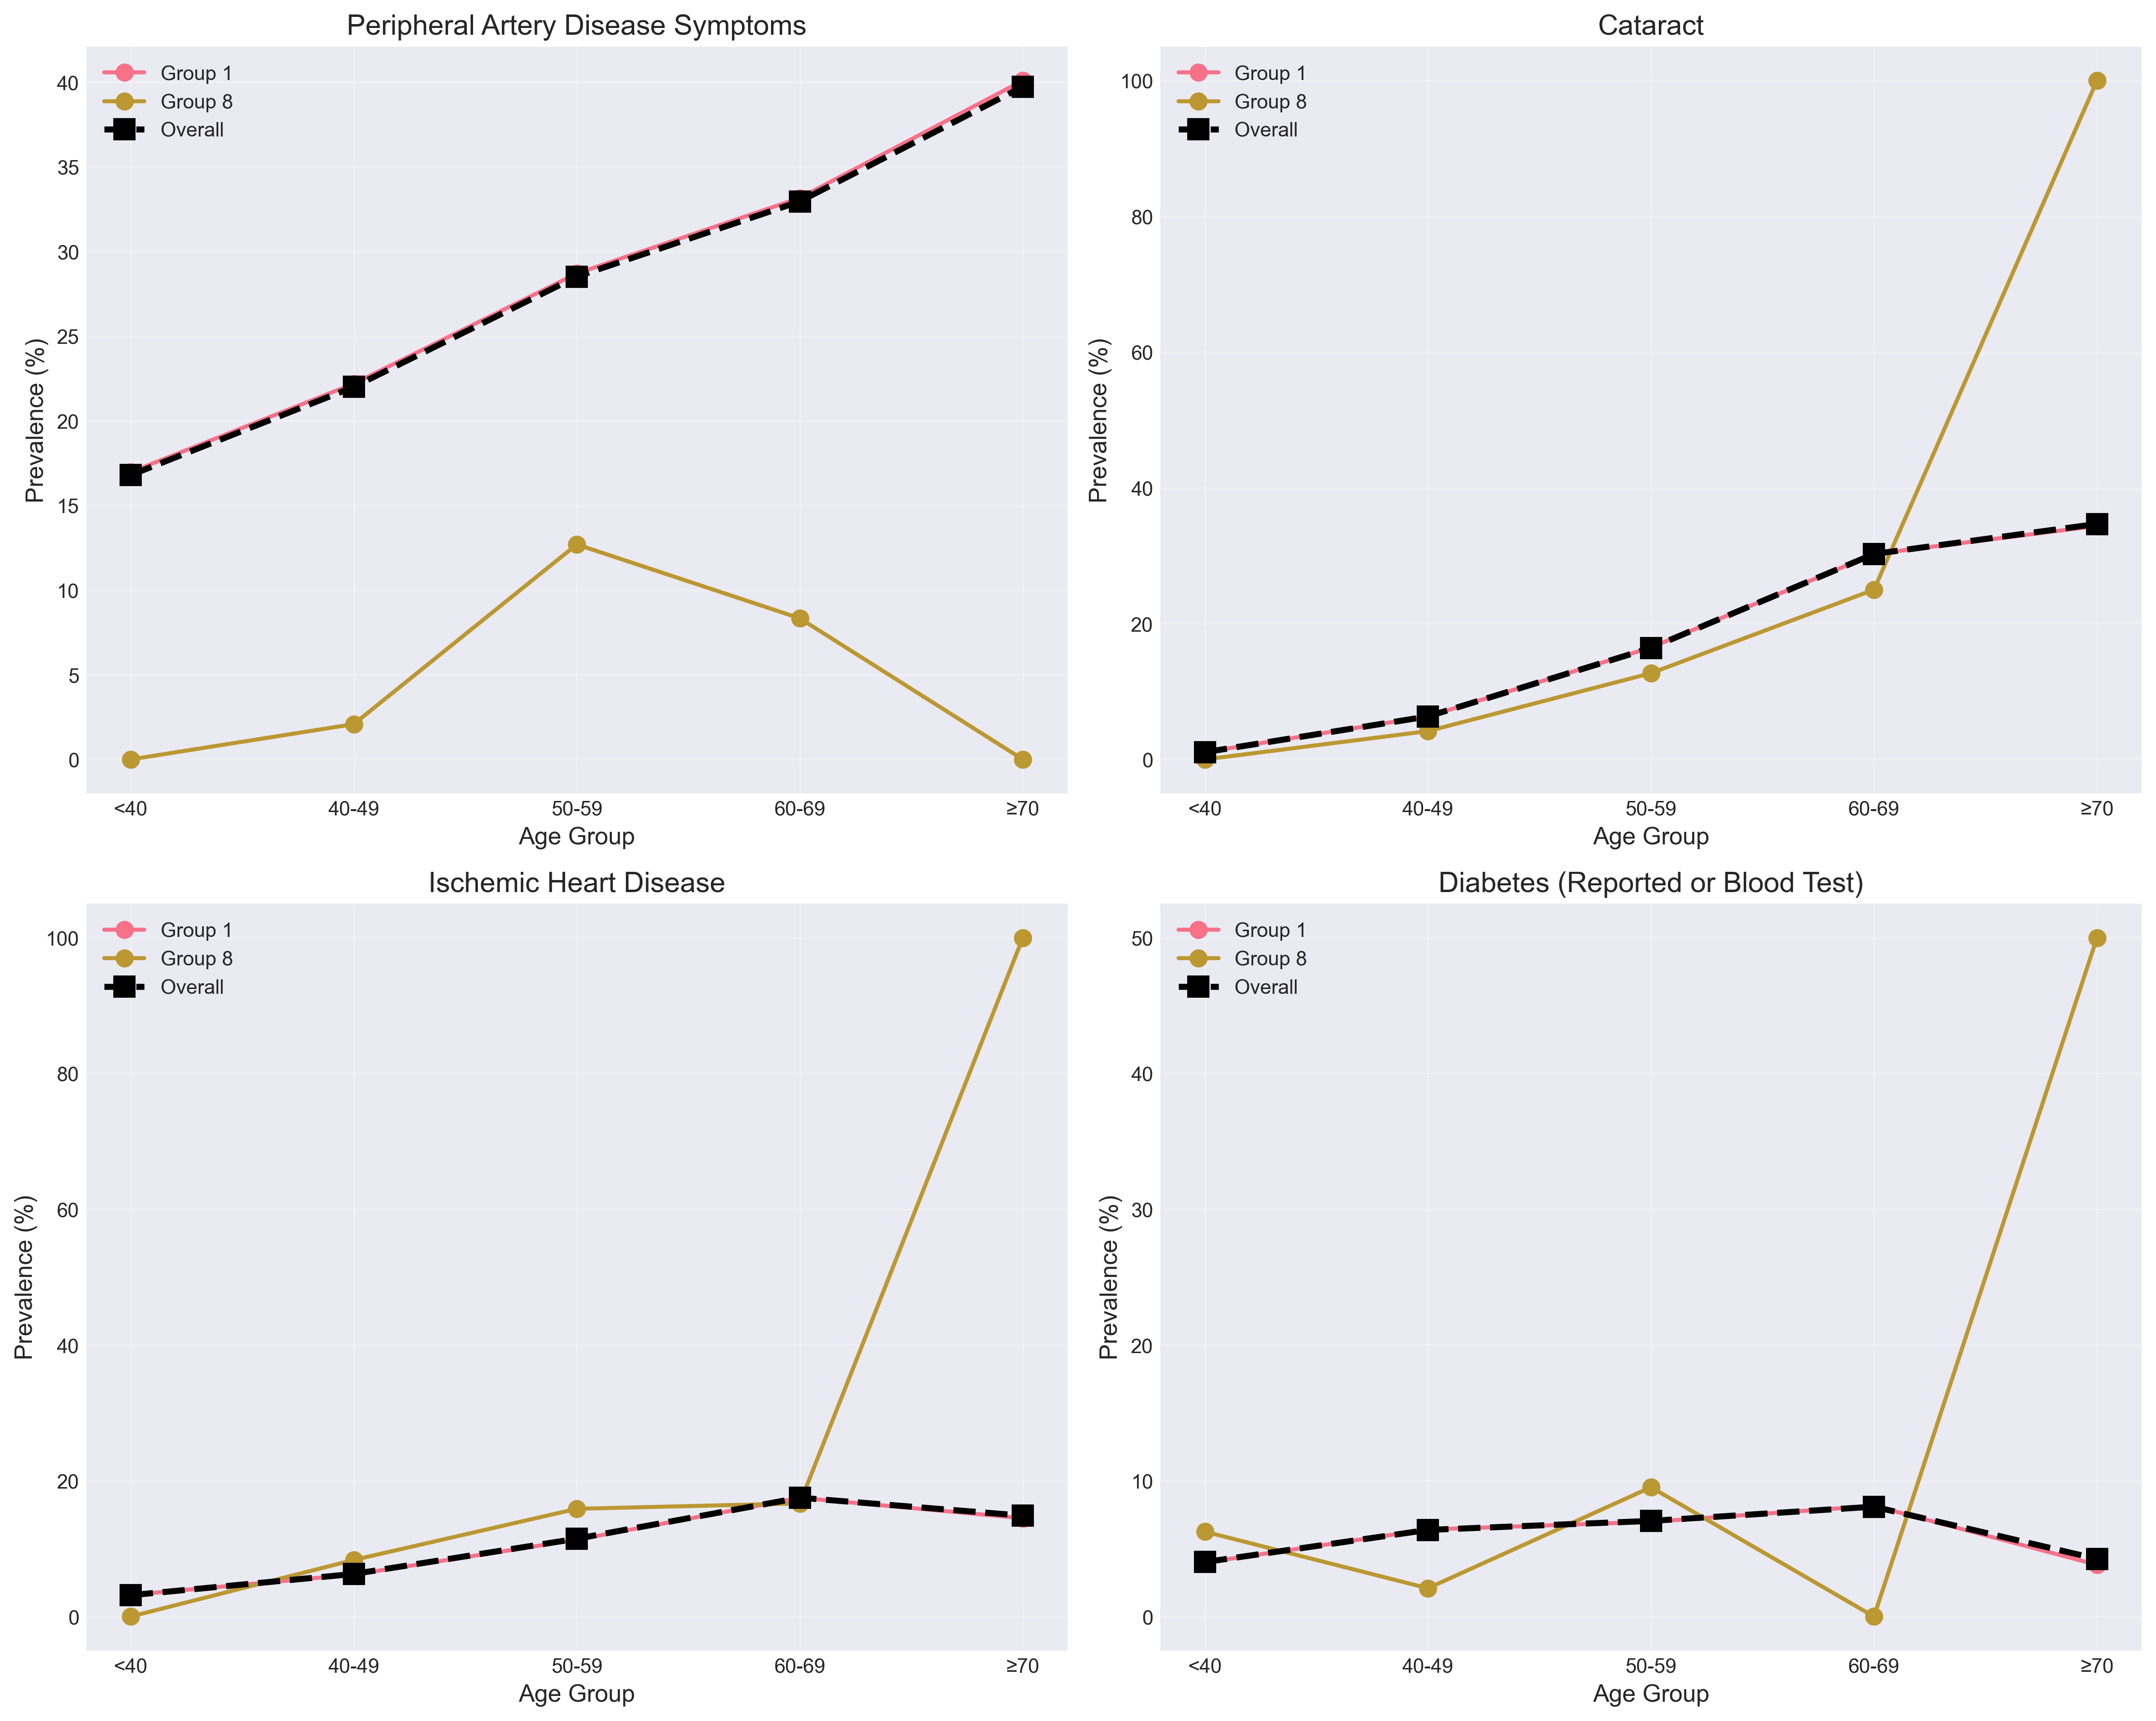 Peripheral Artery Disease Symptoms
Group 1
Group 8
Overall
40
35
30
25
20
15
10
5
0
Prevalence (%)
<40 40-49 50-59 60-69 ≥70
Age Group
Cataract
Group 1
Group 8
Overall
100
80
60
40
20
0
Prevalence (%)
<40 40-49 50-59 60-69 ≥70
Age Group
Ischemic Heart Disease
Group 1
Group 8
Overall
100
80
60
40
20
0
Prevalence (%)
<40 40-49 50-59 60-69 ≥70
Age Group
Diabetes (Reported or Blood Test)
Group 1
Group 8
Overall
50
40
30
20
10
0
Prevalence (%)
<40 40-49 50-59 60-69 ≥70
Age Group